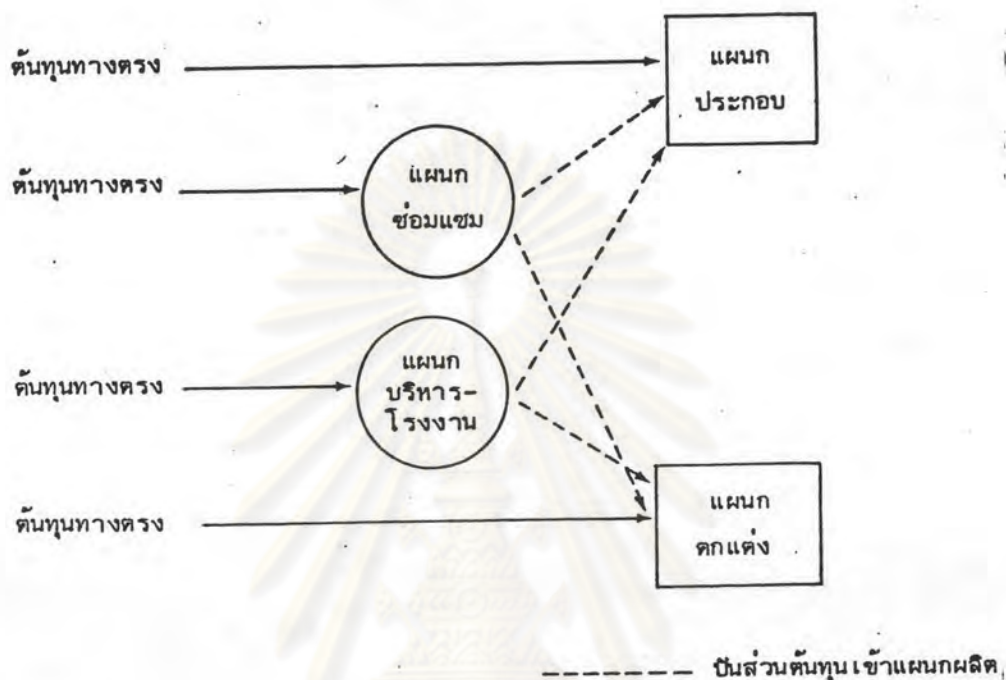 ต้นทุนทางตรง
แผนก
ประกอบ
ต้นทุนทางตรง
แผนก
ซ่อมแซม
ต้นทุนทางตรง
แผนก
บริหาร-
โรงงาน
ต้นทุนทางตรง
แผนก
ตกแต่ง
ปันส่วนต้นทุนเข้าแผนกผลิต